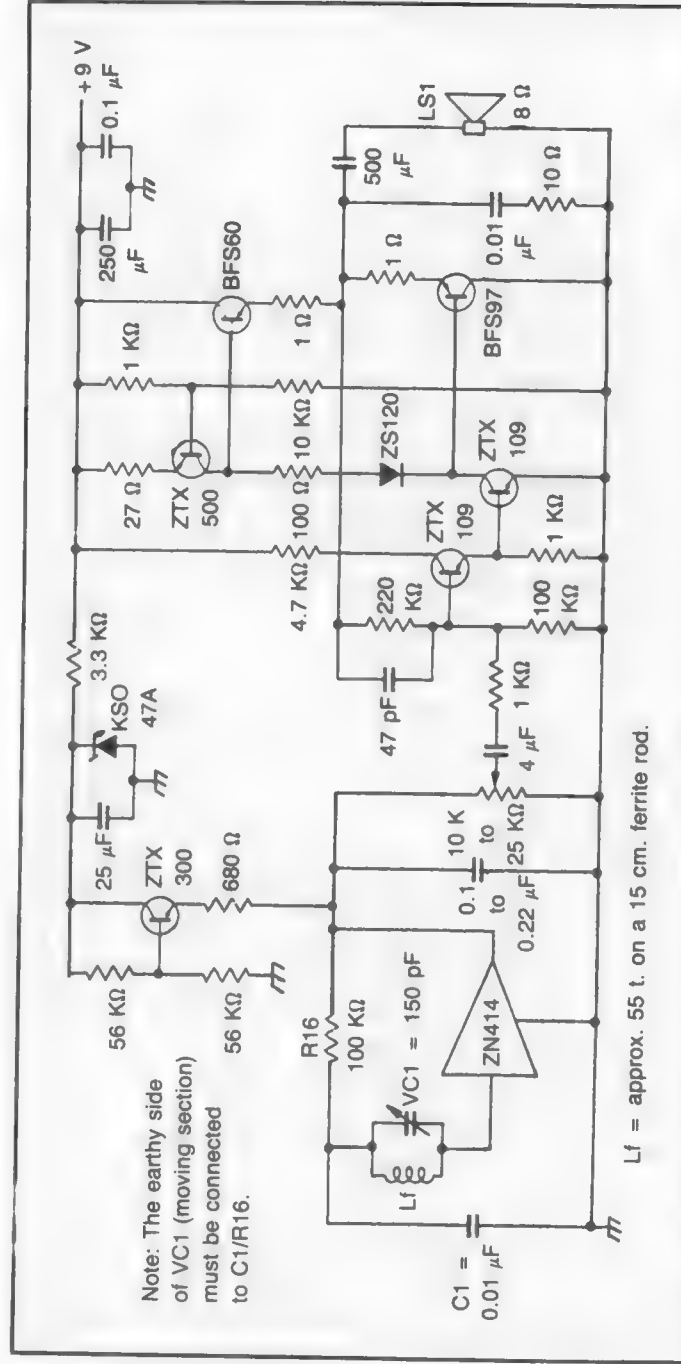 + 9 V
0.1 µF
250
µF
BFS60
1 KΩ
1 Ω
27 Ω
ZTX
500
10 KΩ
100 Ω
ZS120
1 Ω
BFS97
500
µF
LS1
8 Ω
0.01
µF
10 Ω
3.3 KΩ
KSO
47A
25 µF
ZTX
300
680 Ω
56 KΩ
56 KΩ
4.7 KΩ
ZTX
109
ZTX
109
220
KΩ
47 pF
1 KΩ
100
KΩ
1 KΩ
4 µF
10 K
to
25 KΩ
0.1
to
0.22 µF
R16
100 KΩ
VC1 = 150 pF
Lf
ZN414
C1 =
0.01 µF
Note: The earthy side
of VC1 (moving section)
must be connected
to C1/R16.
Lf = approx. 55 t. on a 15 cm. ferrite rod.